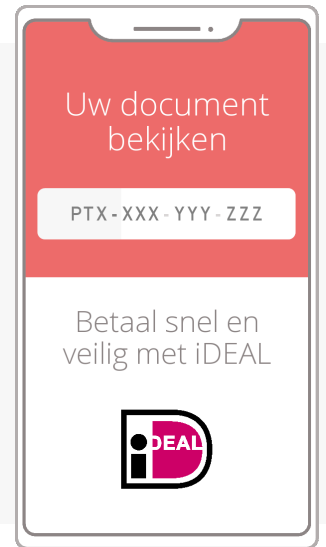 Uw document
bekijken
PTX-XXX-YYY-ZZZ
Betaal snel en
veilig met iDEAL
iDEAL